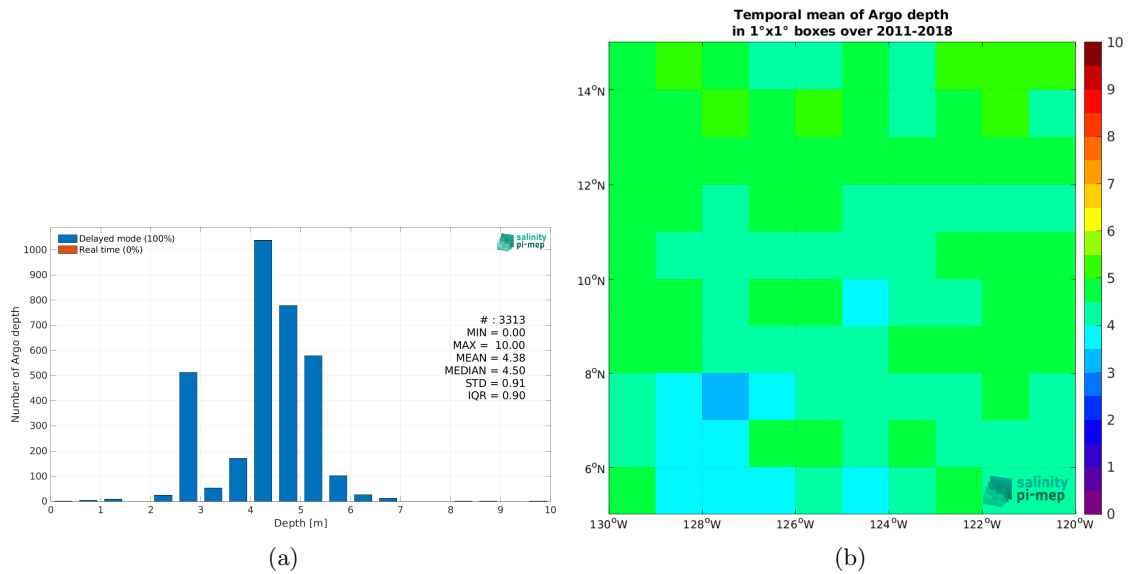 Delayed mode (100%)
Real time (0%)
salinity
pi-mep
1000
900
800
700
600
500
400
300
200
100
0
Number of Argo depth
# : 3313
MIN = 0.00
MAX = 10.00
MEAN = 4.38
MEDIAN = 4.50
STD = 0.91
IQR = 0.90
0 1 2 3 4 5 6 7 8 9 10
Depth [m]
(a)
Temporal mean of Argo depth
in 1°x1° boxes over 2011-2018
14°N
12°N
10°N
8°N
6°N
130°W 128°W 126°W 124°W 122°W 120°W
salinity
pi-mep
10
9
8
7
6
5
4
3
2
1
0
(b)